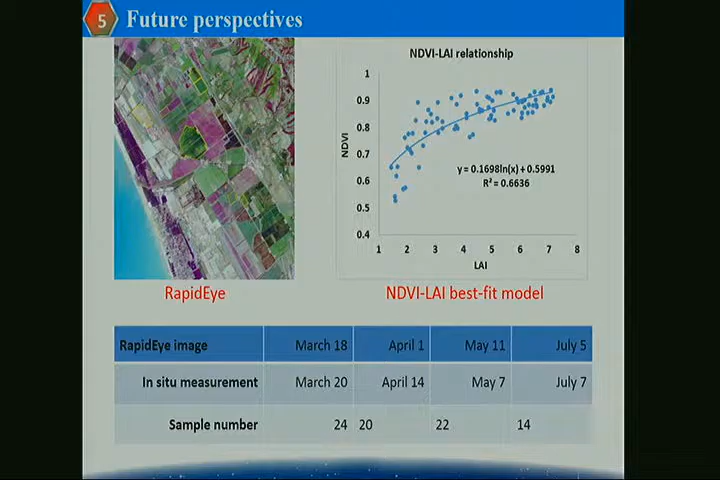 5 Future perspectives
NDVI-LAI relationship
1
0.9
0.8
0.7
0.6
0.5
0.4
NDVI
y = 0.1698ln(x) + 0.5991
R² = 0.6636
1 2 3 4 5 6 7 8
LAI
RapidEye
NDVI-LAI best-fit model
RapidEye image March 18 April 1 May 11 July 5
In situ measurement March 20 April 14 May 7 July 7
Sample number 24 20 22 14